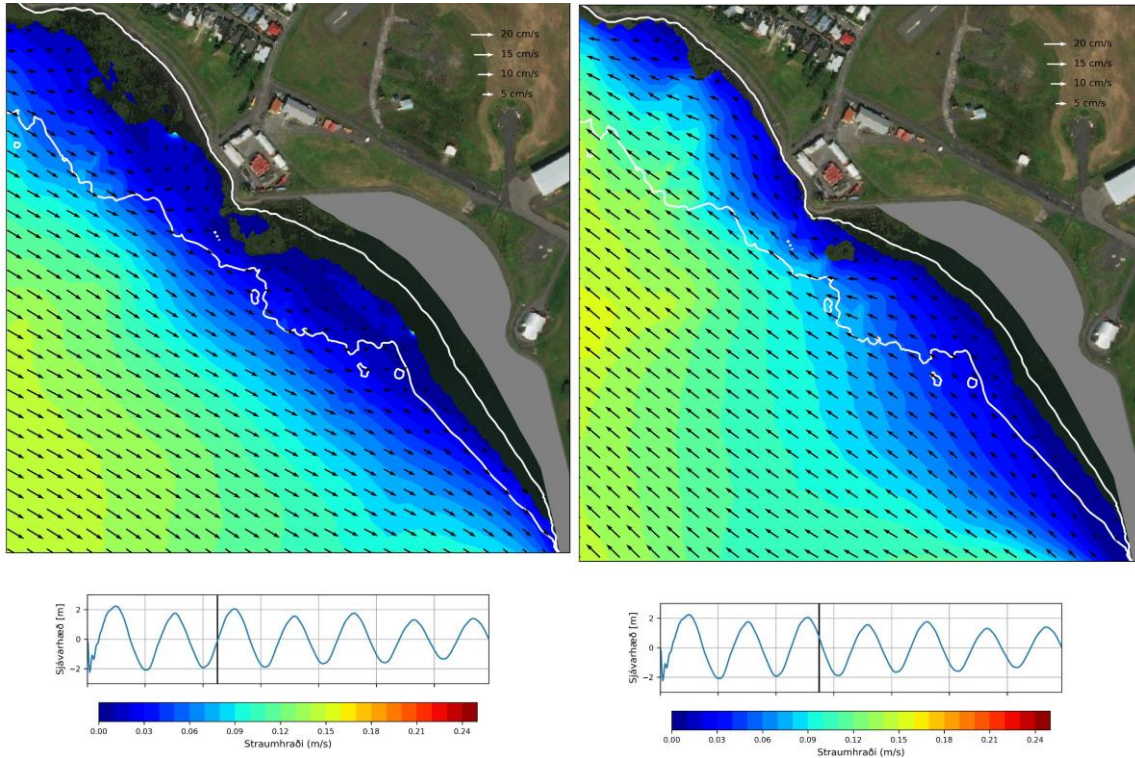 20 cm/s
15 cm/s
10 cm/s
5 cm/s
20 cm/s
15 cm/s
10 cm/s
5 cm/s
Sjávarhæð [m]
2
0
−2
Sjávarhæð [m]
2
0
−2
0.00 0.03 0.06 0.09 0.12 0.15 0.18 0.21 0.24
Straumhraði (m/s)
0.00 0.03 0.06 0.09 0.12 0.15 0.18 0.21 0.24
Straumhraði (m/s)